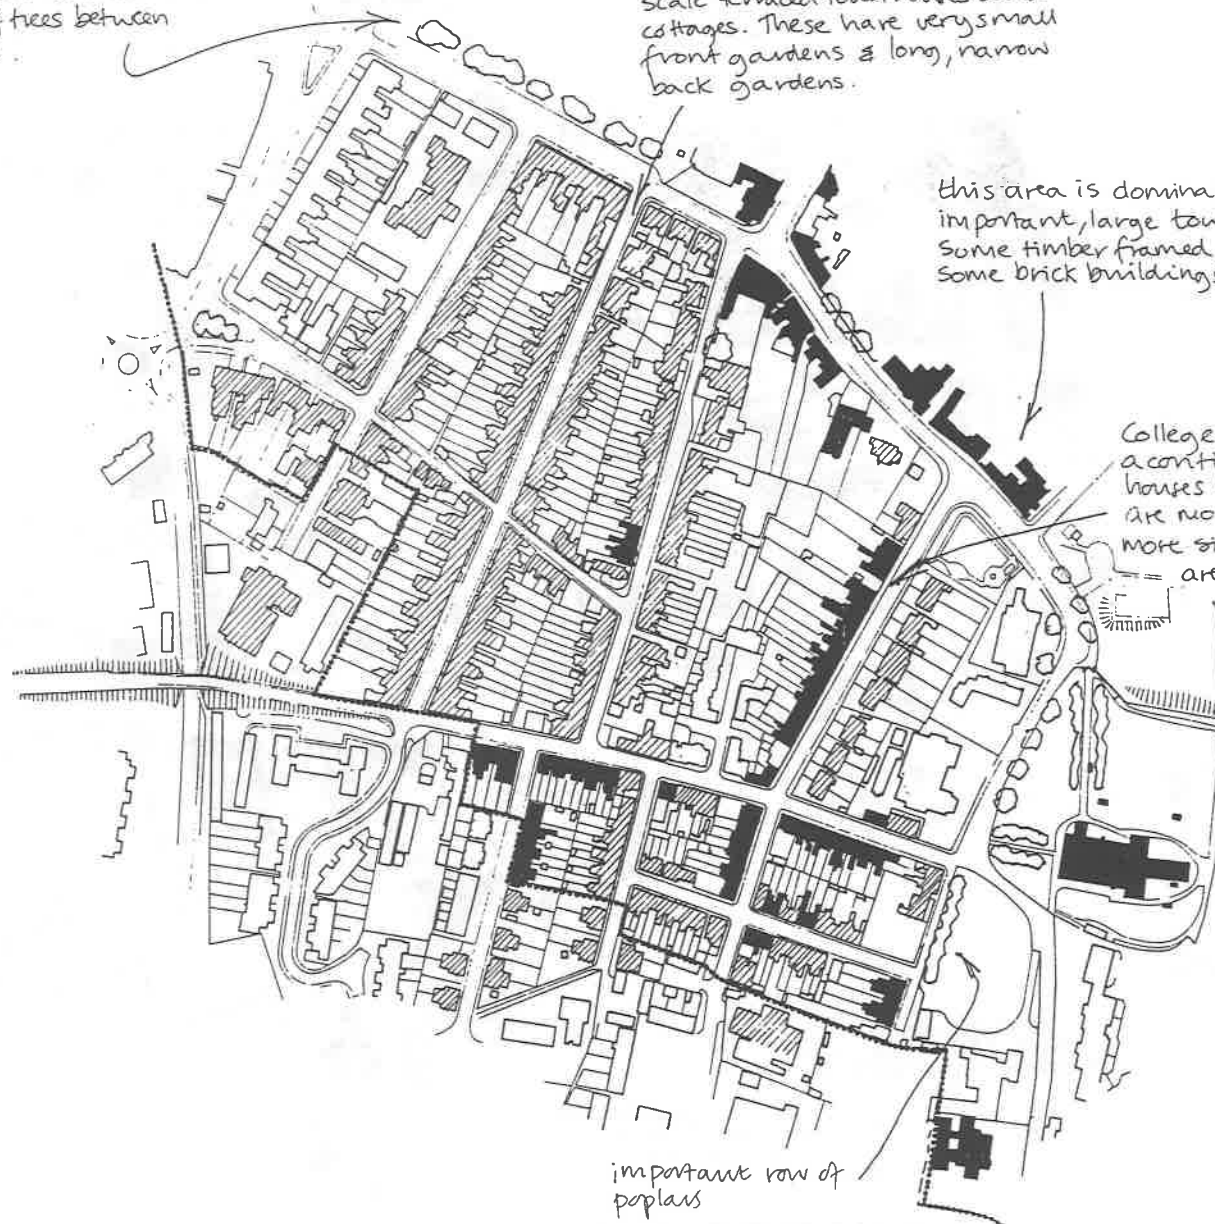 trees between
scale terraced
cottages. These have very small
front gardens & long, narrow
back gardens.
this area is domina
important, large tow
Some timber framed
some brick buildings
College
a conti
houses
are mo
more si
are
important row of
poplars